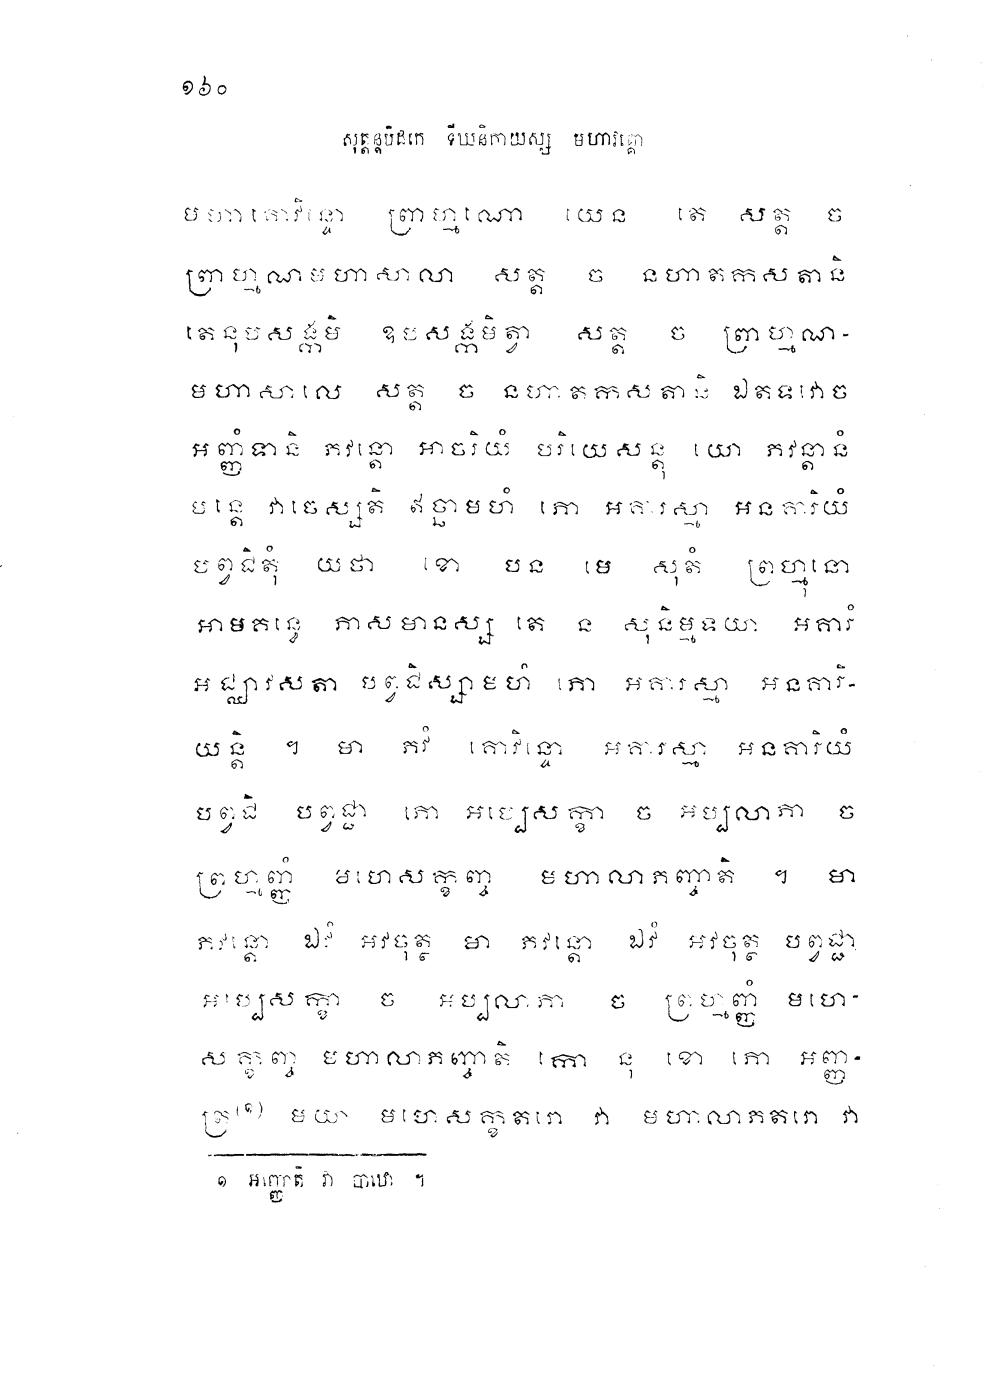 ១៦០
សុត្តន្តបិដកេ ទីឃនិកាយស្ស មហាវគ្គោ
មហាគោវិន្ទោ ព្រាហ្មណោ យេន តេ សត្ត ច
ព្រាហ្មណមហាសាលា សត្ត ច នហាតកសតានិ
តេនុបសង្កមិ ឧបសង្កមិត្វា សត្ត ច ព្រាហ្មណ-
មហាសាលេ សត្ត ច នហាតកសតានិ ឯតទវោច
អញ្ញំទានិ ភវន្តោ អាចរិយំ បរិយេសន្តុ យោ ភវន្តានំ
មន្តេ វាចេស្សតិ ឥច្ឆាមហំ ភោ អគារស្មា អនគារិយំ
បព្វជិតុំ យថា ខោ បន មេ សុតំ ព្រហ្មុនោ
អាមគន្ធេ ភាសមានស្ស តេ ន សុនិម្មទយា អគារំ
អជ្ឈាវសតា បព្វជិស្សាមហំ ភោ អគារស្មា អនគារិ-
យន្តិ ។ មា ភវំ គោវិន្ទោ អគារស្មា អនគារិយំ
បព្វជិ បព្វជ្ជា ភោ អប្បេសក្ខា ច អប្បលាភា ច
ព្រហ្មញ្ញំ មហេសក្ខញ្ច មហាលាភញ្ចាតិ ។ មា
ភវន្តោ ឯវំ អវចុត្ថ មា ភវន្តោ ឯវំ អវចុត្ថ បព្វជ្ជា
អប្បេសក្ខា ច អប្បលាភា ច ព្រហ្មញ្ញំ មហេ-
សក្ខញ្ច មហាលាភញ្ចាតិ កោ នុ ខោ ភោ អញ្ញ-
ត្រ(១) មយា មហេសក្ខតរោ វា មហាលាភតរោ វា
១ អញ្ញោតិ វា បាឋោ ។